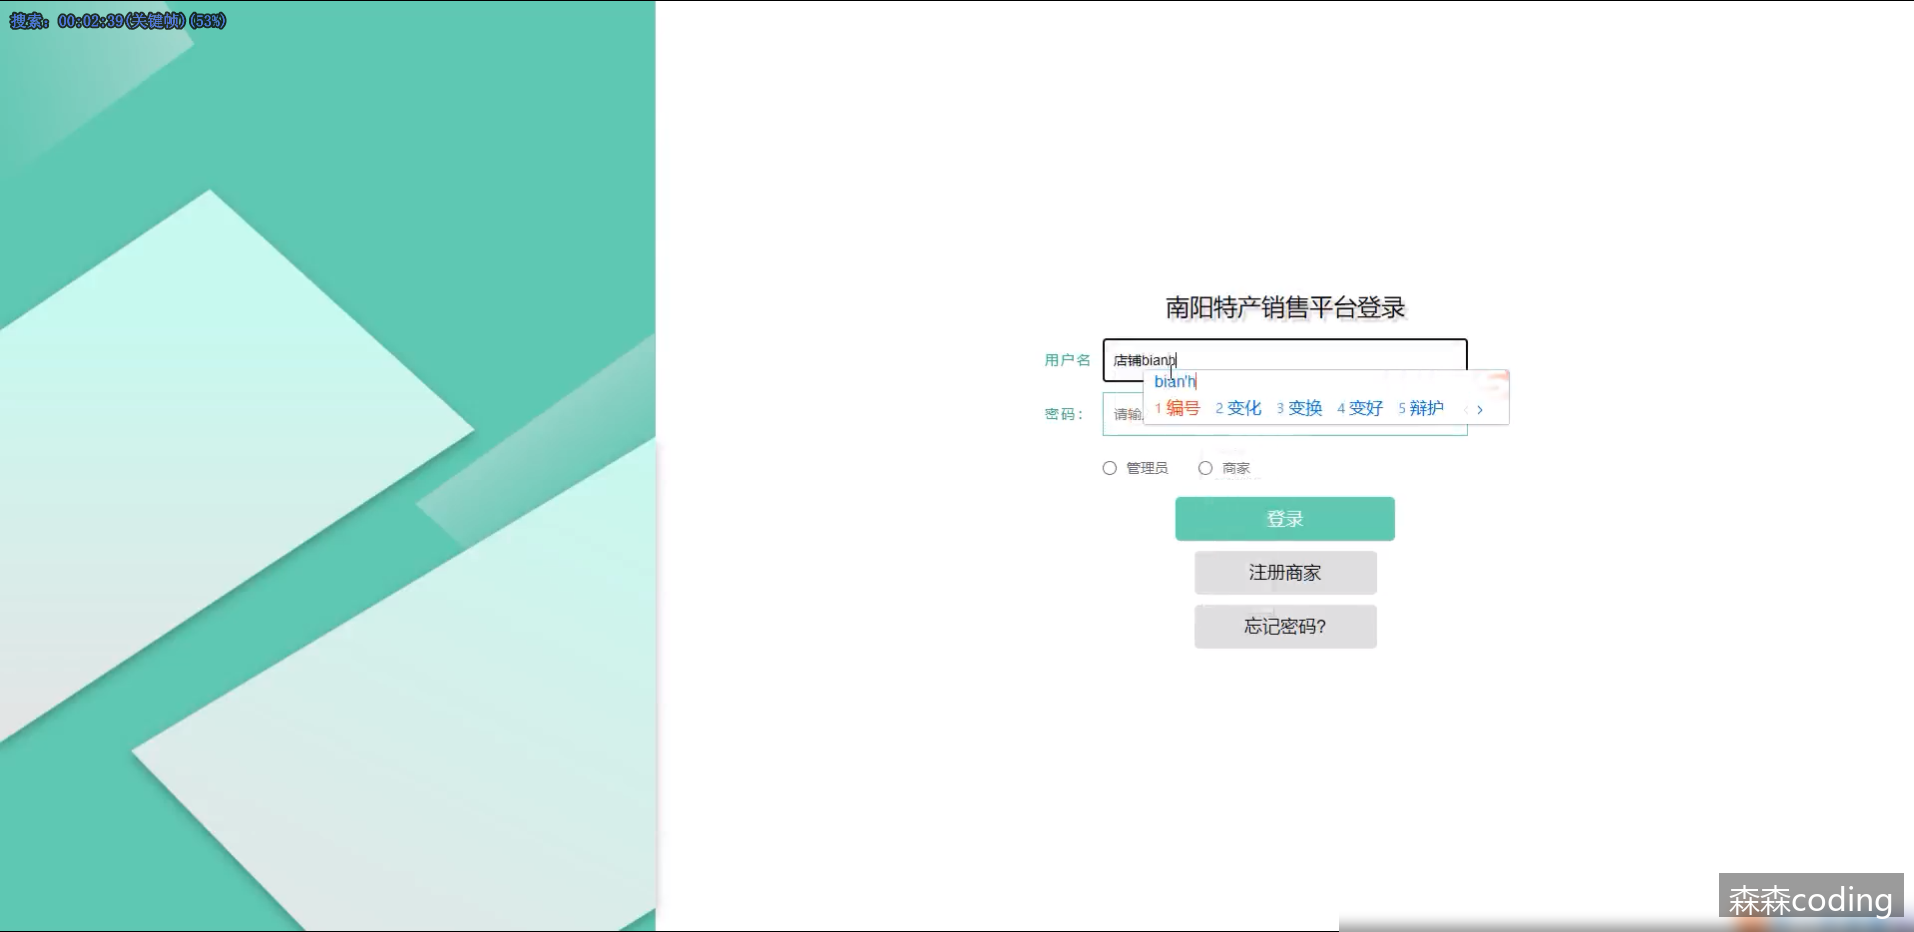 搜索: 00:02:39(关键帧)(53%)
南阳特产销售平台登录
用户名
店铺bianh
bian'h
1 编号 2 变化 3 变换 4 变好 5 辩护
密码：
请输
管理员 商家
登录
注册商家
忘记密码?
森森coding